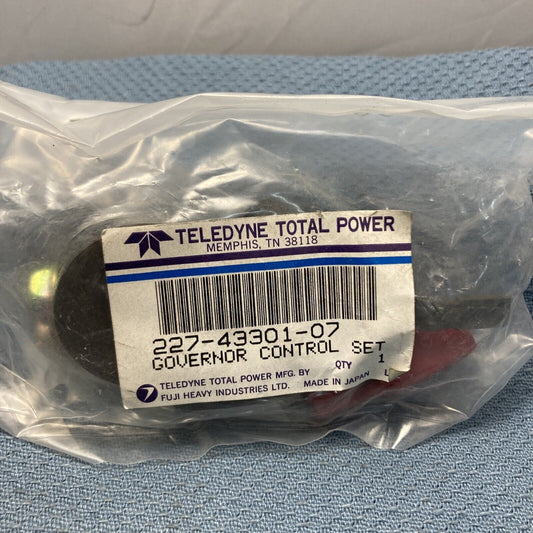 TELEDYNE TOTAL POWER
MEMPHIS, TN 38118
227-43301-07
GOVERNOR CONTROL SET
QTY 1
TELEDYNE TOTAL POWER MFG. BY
FUJI HEAVY INDUSTRIES LTD. MADE IN JAPAN L